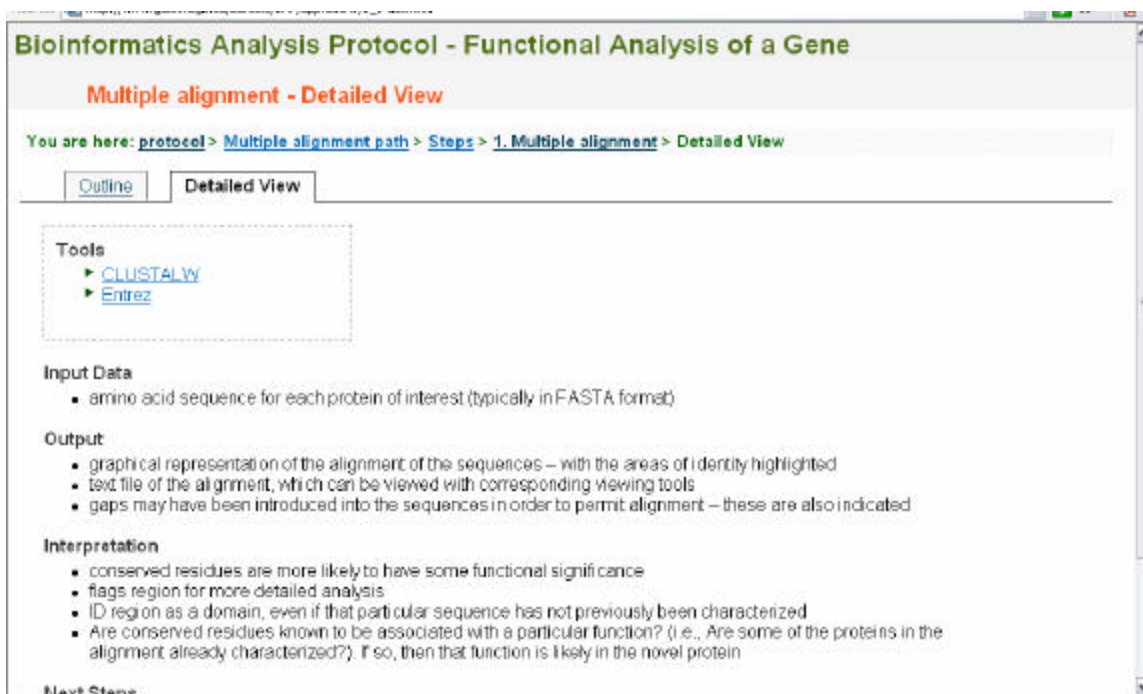 Bioinformatics Analysis Protocol - Functional Analysis of a Gene
Multiple alignment - Detailed View
You are here: protocol > Multiple alignment path > Steps > 1. Multiple alignment > Detailed View
Outline
Detailed View
Tools
CLUSTALW
Entrez
Input Data
amino acid sequence for each protein of interest (typically in FASTA format)
Output
graphical representation of the alignment of the sequences – with the areas of identity highlighted
text file of the alignment, which can be viewed with corresponding viewing tools
gaps may have been introduced into the sequences in order to permit alignment – these are also indicated
Interpretation
conserved residues are more likely to have some functional significance
flags region for more detailed analysis
ID region as a domain, even if that particular sequence has not previously been characterized
Are conserved residues known to be associated with a particular function? (i.e., Are some of the proteins in the
alignment already characterized?). If so, then that function is likely in the novel protein
Next Steps